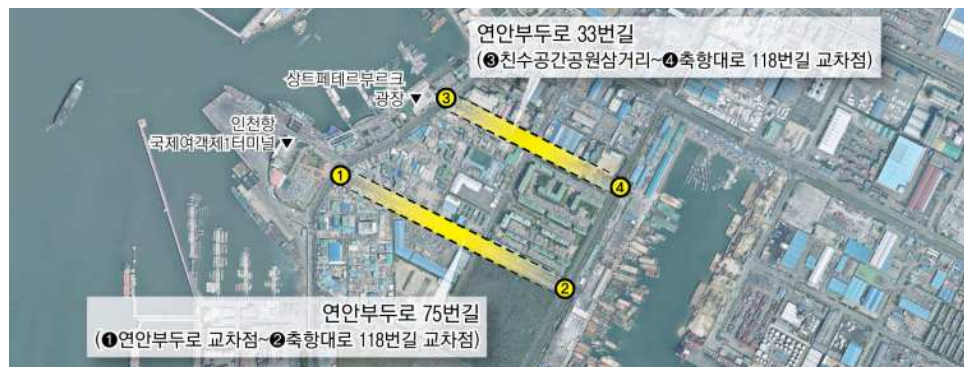 연안부두로 33번길
(❸친수공간공원삼거리~❹축항대로 118번길 교차점)
상트페테르부르크
광장 ▼
❸
인천항
국제여객제1터미널 ▼
❶
❹
❷
연안부두로 75번길
(❶연안부두로 교차점~❷축항대로 118번길 교차점)